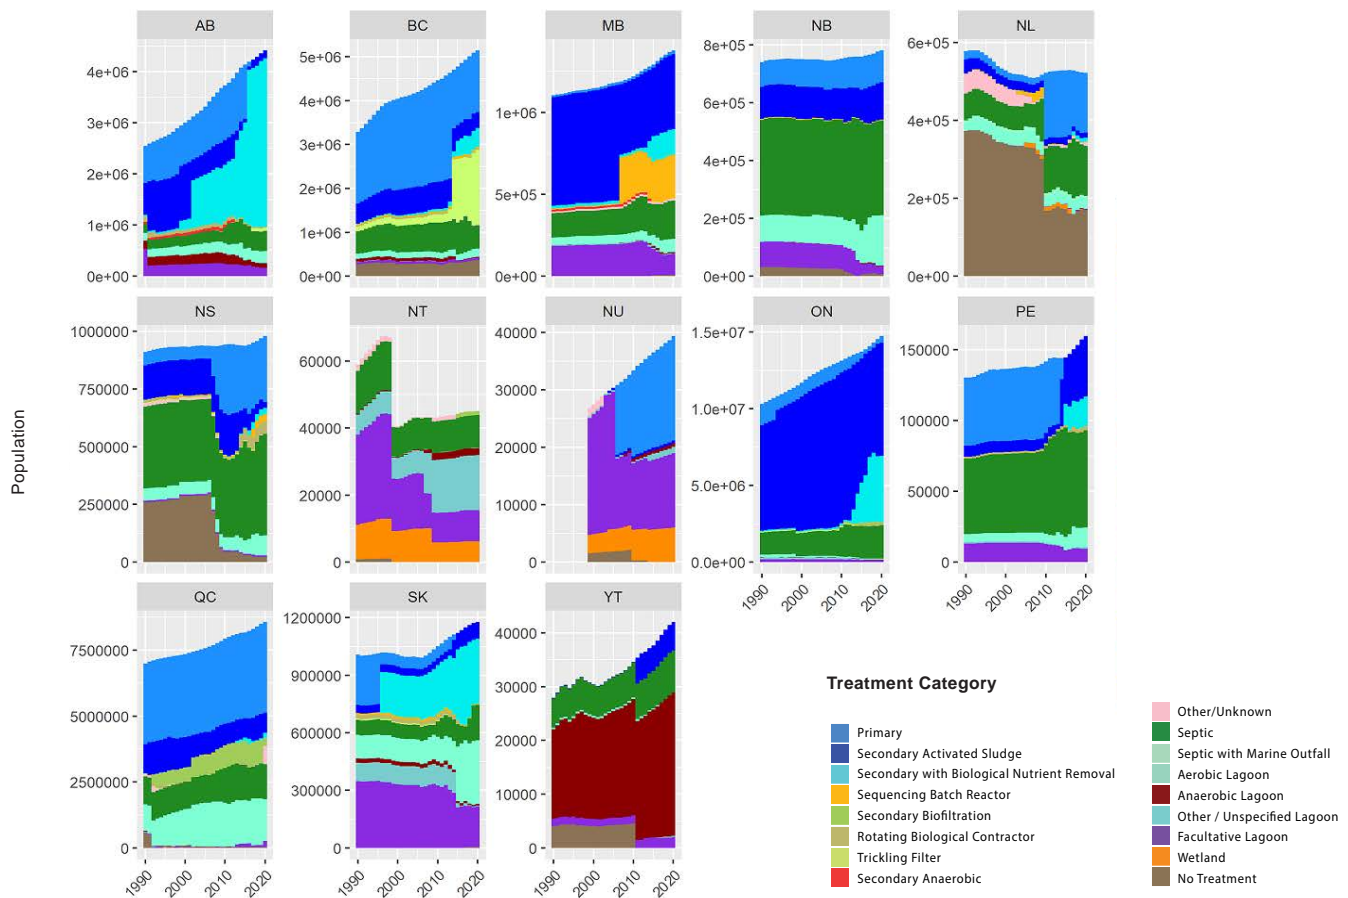 AB
BC
MB
NB
NL
4e+06
3e+06
2e+06
1e+06
0e+00
5e+06
4e+06
3e+06
2e+06
1e+06
0e+00
1e+06
5e+05
0e+00
8e+05
6e+05
4e+05
2e+05
0e+00
6e+05
4e+05
2e+05
0e+00
Population
NS
NT
NU
ON
PE
1000000
750000
500000
250000
0
60000
40000
20000
0
40000
30000
20000
10000
0
1.5e+07
1.0e+07
5.0e+06
0.0e+00
1990
2000
2010
2020
150000
100000
50000
0
1990
2000
2010
2020
QC
SK
YT
7500000
5000000
2500000
0
1990
2000
2010
2020
1200000
900000
600000
300000
0
1990
2000
2010
2020
40000
30000
20000
10000
0
1990
2000
2010
2020
Treatment Category
Primary
Secondary Activated Sludge
Secondary with Biological Nutrient Removal
Sequencing Batch Reactor
Secondary Biofiltration
Rotating Biological Contractor
Trickling Filter
Secondary Anaerobic
Other/Unknown
Septic
Septic with Marine Outfall
Aerobic Lagoon
Anaerobic Lagoon
Other / Unspecified Lagoon
Facultative Lagoon
Wetland
No Treatment